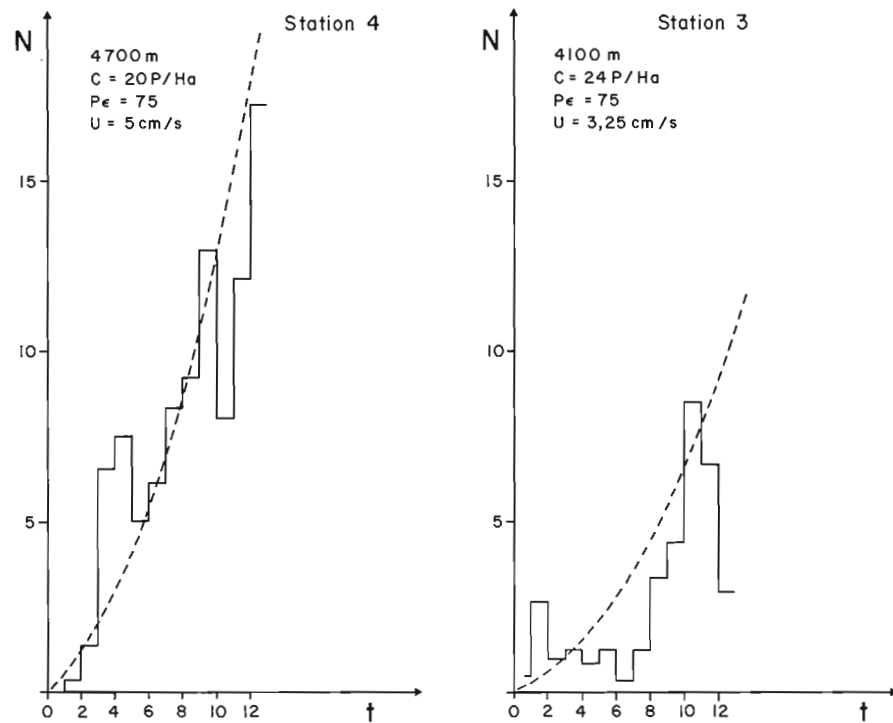 Station 4
N
4700 m
C = 20 P/Ha
Pε = 75
U = 5 cm/s
15
10
5
0 2 4 6 8 10 12 t
Station 3
N
4100 m
C = 24 P/Ha
Pε = 75
U = 3,25 cm/s
15
10
5
0 2 4 6 8 10 12 t